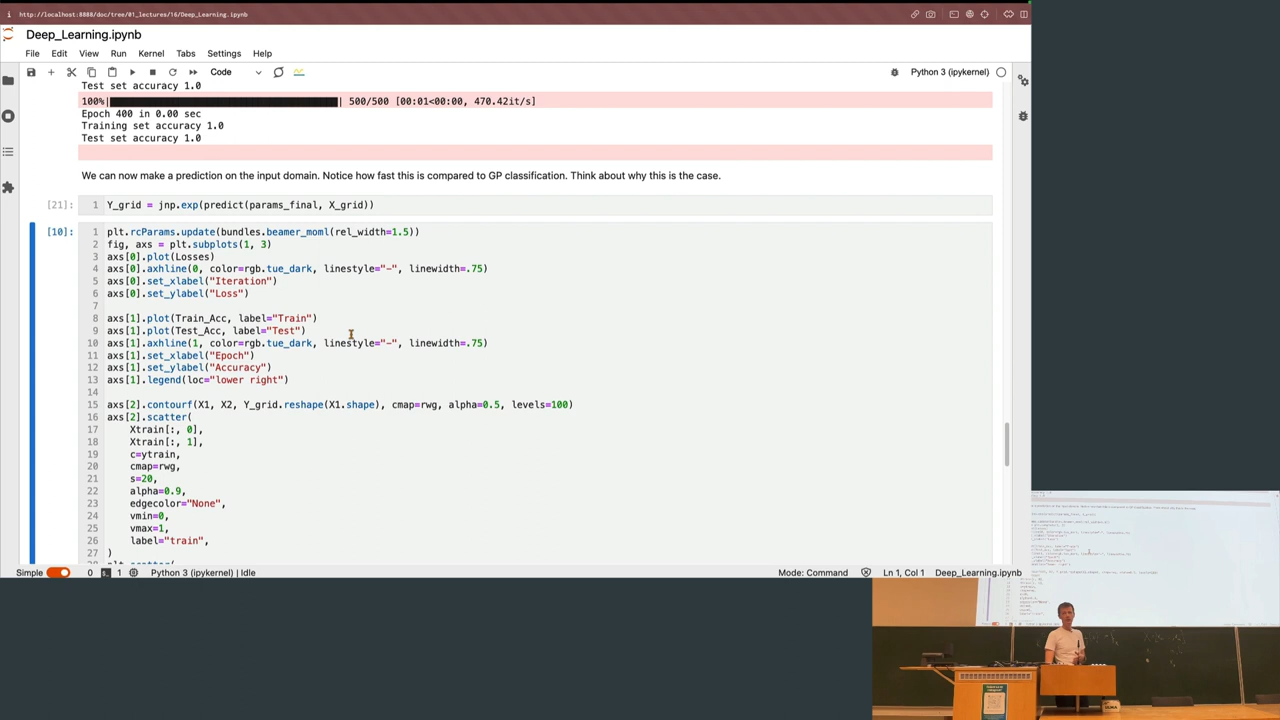 http://localhost:8888/doc/tree/01_lectures/16/Deep_Learning.ipynb
Deep_Learning.ipynb
File Edit View Run Kernel Tabs Settings Help
Code
Python 3 (ipykernel)
Test set accuracy 1.0
100%| | 500/500 [00:01<00:00, 470.42it/s]
Epoch 400 in 0.00 sec
Training set accuracy 1.0
Test set accuracy 1.0
We can now make a prediction on the input domain. Notice how fast this is compared to GP classification. Think about why this is the case.
[21]: 1 Y_grid = jnp.exp(predict(params_final, X_grid))
[10]: 1 plt.rcParams.update(bundles.beamer_moml(rel_width=1.5))
2 fig, axs = plt.subplots(1, 3)
3 axs[0].plot(Losses)
4 axs[0].axhline(0, color=rgb.tue_dark, linestyle="-", linewidth=.75)
5 axs[0].set_xlabel("Iteration")
6 axs[0].set_ylabel("Loss")
7
8 axs[1].plot(Train_Acc, label="Train")
9 axs[1].plot(Test_Acc, label="Test")
10 axs[1].axhline(1, color=rgb.tue_dark, linestyle="-", linewidth=.75)
11 axs[1].set_xlabel("Epoch")
12 axs[1].set_ylabel("Accuracy")
13 axs[1].legend(loc="lower right")
14
15 axs[2].contourf(X1, X2, Y_grid.reshape(X1.shape), cmap=rwg, alpha=0.5, levels=100)
16 axs[2].scatter(
17 Xtrain[:, 0],
18 Xtrain[:, 1],
19 c=ytrain,
20 cmap=rwg,
21 s=20,
22 alpha=0.9,
23 edgecolor="None",
24 vmin=0,
25 vmax=1,
26 label="train",
27 )
Simple 0 1 Python 3 (ipykernel) | Idle Mode: Command Ln 1, Col 1 Deep_Learning.ipynb